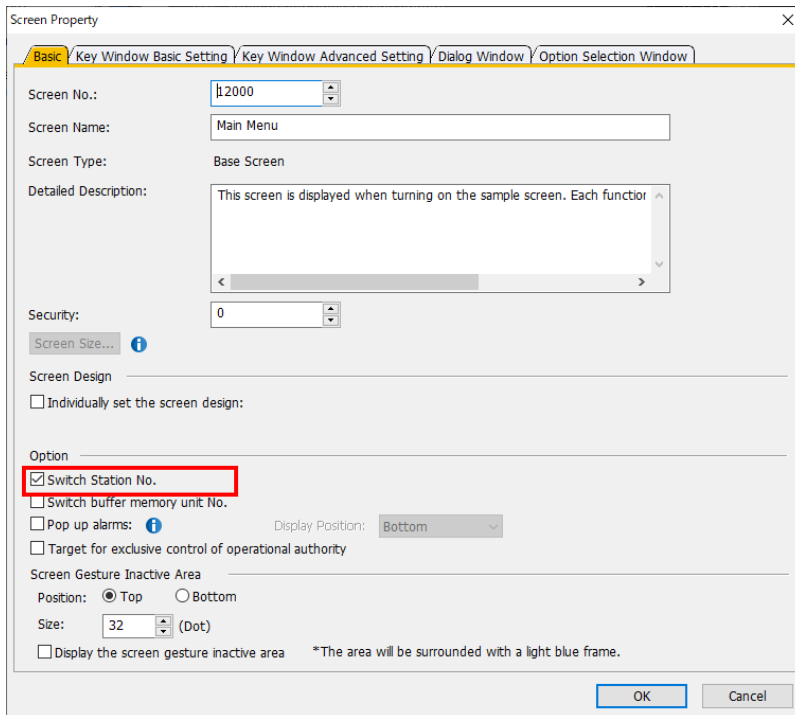 Screen Property
Basic Key Window Basic Setting Key Window Advanced Setting Dialog Window Option Selection Window
Screen No.: 12000
Screen Name: Main Menu
Screen Type: Base Screen
Detailed Description: This screen is displayed when turning on the sample screen. Each function
Security: 0
Screen Size...
Screen Design
Individually set the screen design:
Option
Switch Station No.
Switch buffer memory unit No.
Pop up alarms: Display Position: Bottom
Target for exclusive control of operational authority
Screen Gesture Inactive Area
Position: Top Bottom
Size: 32 (Dot)
Display the screen gesture inactive area *The area will be surrounded with a light blue frame.
OK Cancel